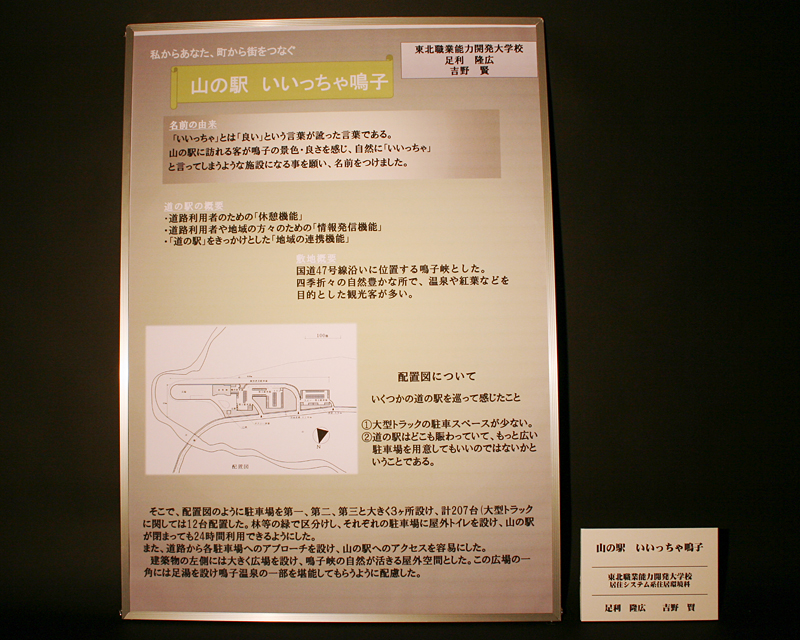 私からあなた、町から街をつなぐ
山の駅 いいっちゃ鳴子
東北職業能力開発大学校
足利 隆広
吉野 賢
名前の由来
「いいっちゃ」とは「良い」という言葉が訛った言葉である。
山の駅に訪れる客が鳴子の景色・良さを感じ、自然に「いいっちゃ」
と言ってしまうような施設になる事を願い、名前をつけました。
道の駅の概要
・道路利用者のための「休憩機能」
・道路利用者や地域の方々のための「情報発信機能」
・「道の駅」をきっかけとした「地域の連携機能」
敷地概要
国道47号線沿いに位置する鳴子峡とした。
四季折々の自然豊かな所で、温泉や紅葉などを
目的とした観光客が多い。
100m
N
配置図
配置図について
いくつかの道の駅を巡って感じたこと
①大型トラックの駐車スペースが少ない。
②道の駅はどこも賑わっていて、もっと広い
駐車場を用意してもいいのではないかと
いうことである。
そこで、配置図のように駐車場を第一、第二、第三と大きく3ヶ所設け、計207台(大型トラック
に関しては12台配置した。林等の緑で区分けし、それぞれの駐車場に屋外トイレを設け、山の駅
が閉まっても24時間利用できるようにした。
また、道路から各駐車場へのアプローチを設け、山の駅へのアクセスを容易にした。
建築物の左側には大きく広場を設け、鳴子峡の自然が活きる屋外空間とした。この広場の一
角には足湯を設け鳴子温泉の一部を堪能してもらうように配慮した。
山の駅 いいっちゃ鳴子
東北職業能力開発大学校
居住システム系住居環境科
足利 隆広 吉野 賢